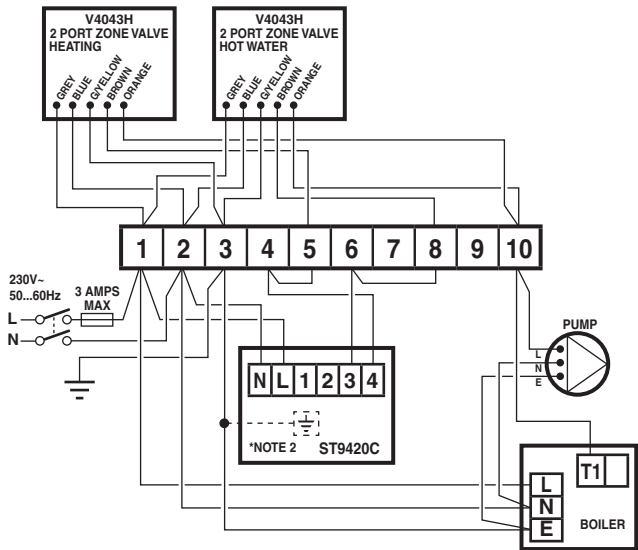 V4043H
2 PORT ZONE VALVE
HEATING
GREY
BLUE
G/YELLOW
BROWN
ORANGE
V4043H
2 PORT ZONE VALVE
HOT WATER
GREY
BLUE
G/YELLOW
BROWN
ORANGE
1 2 3 4 5 6 7 8 9 10
230V~
50...60Hz
3 AMPS
MAX
L
N
N L 1 2 3 4
*NOTE 2 ST9420C
PUMP
L
N
E
T1
L
N
E
BOILER